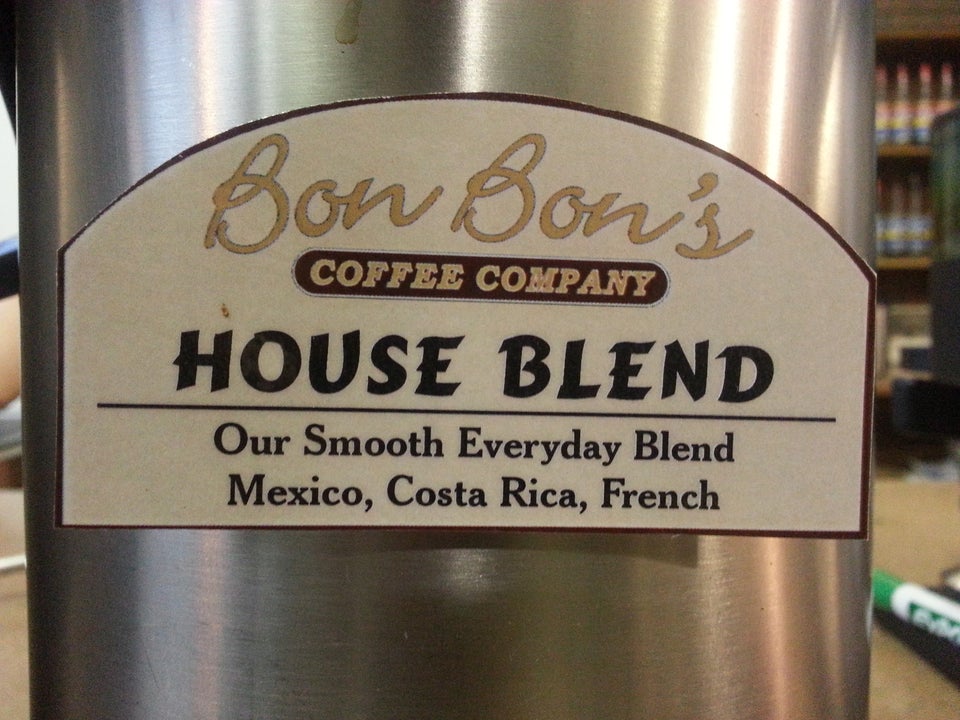 Bon Bon's
COFFEE COMPANY
HOUSE BLEND
Our Smooth Everyday Blend
Mexico, Costa Rica, French